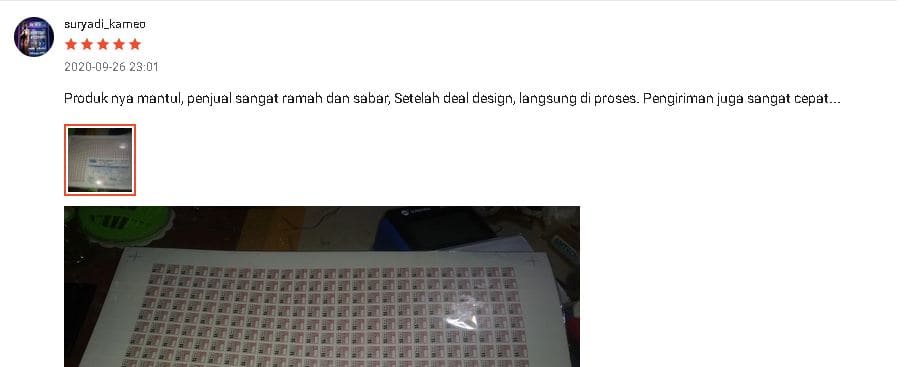 suryadi_karneo
2020-09-26 23:01
Produk nya mantul, penjual sangat ramah dan sabar, Setelah deal design, langsung di proses. Pengiriman juga sangat cepat...